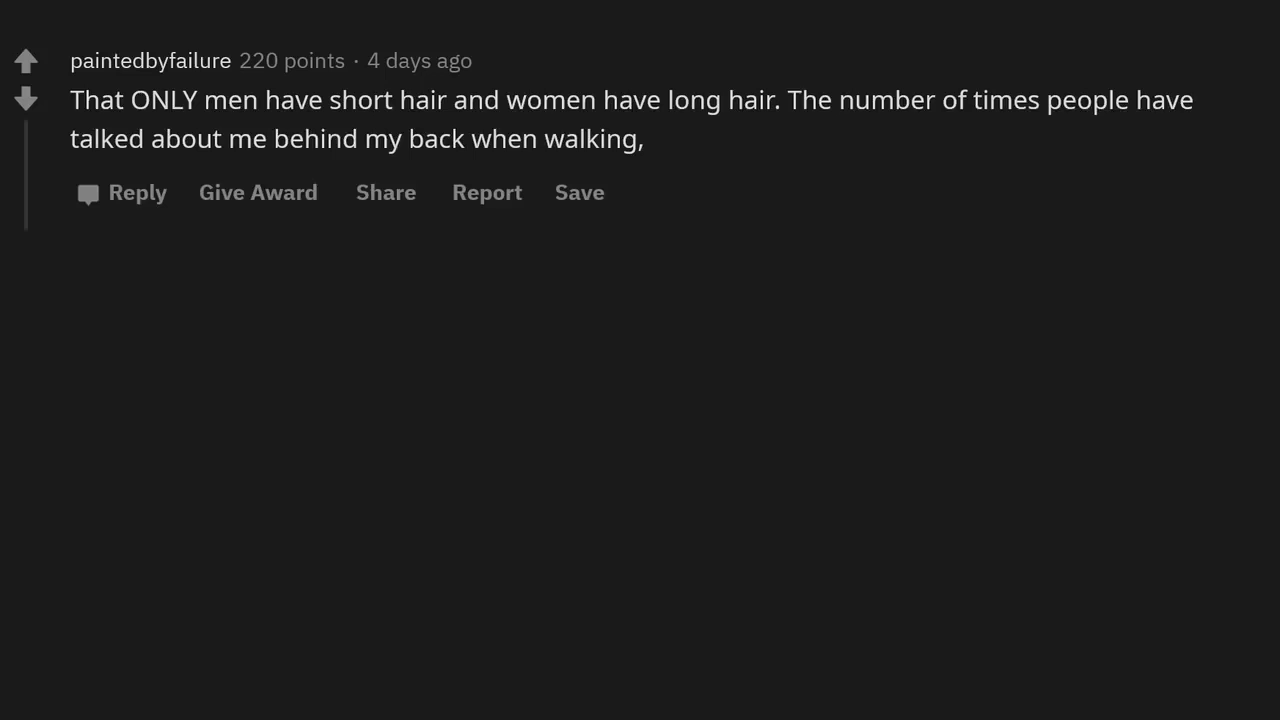 paintedbyfailure 220 points · 4 days ago
That ONLY men have short hair and women have long hair. The number of times people have
talked about me behind my back when walking,
Reply Give Award Share Report Save